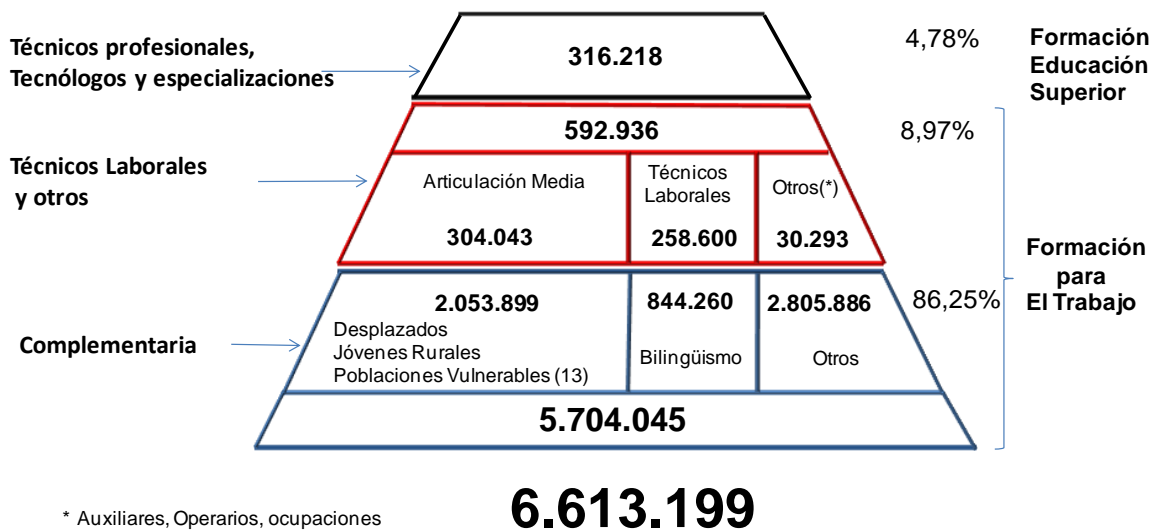 Técnicos profesionales,
Tecnólogos y especializaciones
316.218
4,78%
Formación
Educación
Superior
592.936
8,97%
Técnicos Laborales
y otros
Articulación Media
304.043
Técnicos
Laborales
258.600
Otros(*)
30.293
Formación
para
El Trabajo
Complementaria
2.053.899
Desplazados
Jóvenes Rurales
Poblaciones Vulnerables (13)
844.260
Bilingüismo
2.805.886
Otros
86,25%
5.704.045
* Auxiliares, Operarios, ocupaciones
6.613.199